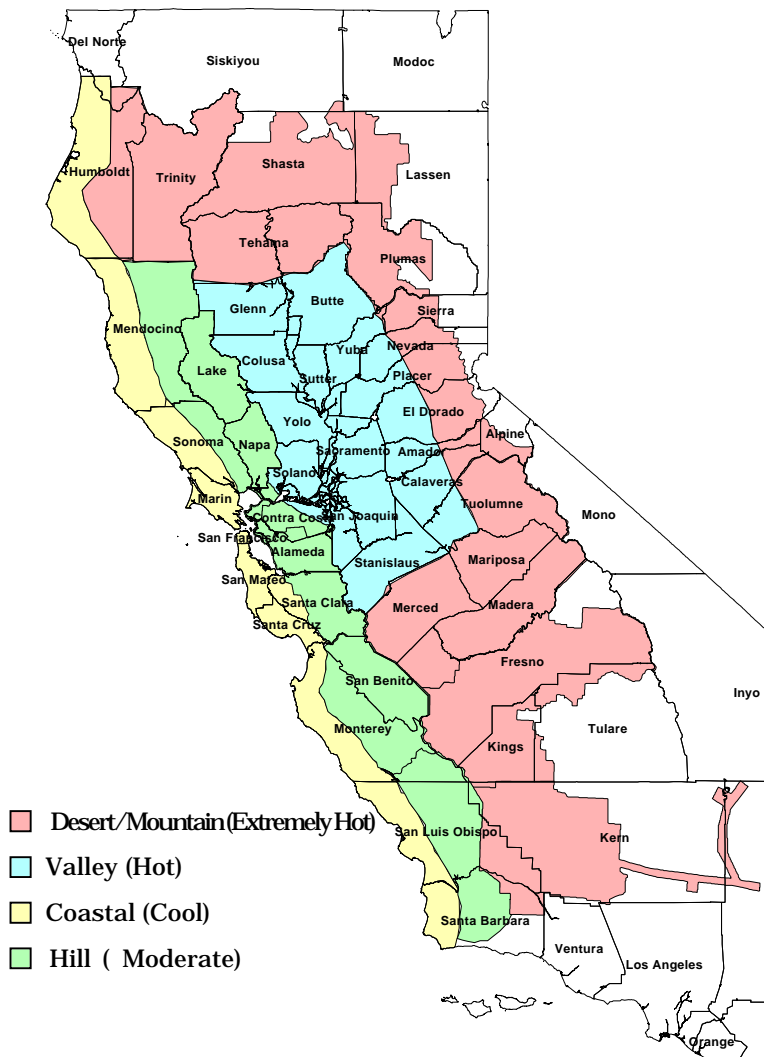 Del Norte
Siskiyou
Modoc
Humboldt
Trinity
Shasta
Lassen
Tehama
Plumas
Glenn
Butte
Sierra
Mendocino
Colusa
Yuba
Nevada
Lake
Sutter
Placer
El Dorado
Yolo
Sonoma
Napa
Sacramento
Amador
Alpine
Solano
Calaveras
Marin
Tuolumne
Contra Costa
San Joaquin
Mono
San Francisco
Alameda
Stanislaus
Mariposa
San Mateo
Santa Clara
Merced
Madera
Santa Cruz
Fresno
San Benito
Inyo
Monterey
Tulare
Kings
Desert/Mountain (Extremely Hot)
San Luis Obispo
Kern
Valley (Hot)
Coastal (Cool)
Santa Barbara
Hill ( Moderate)
Ventura
Los Angeles
Orange